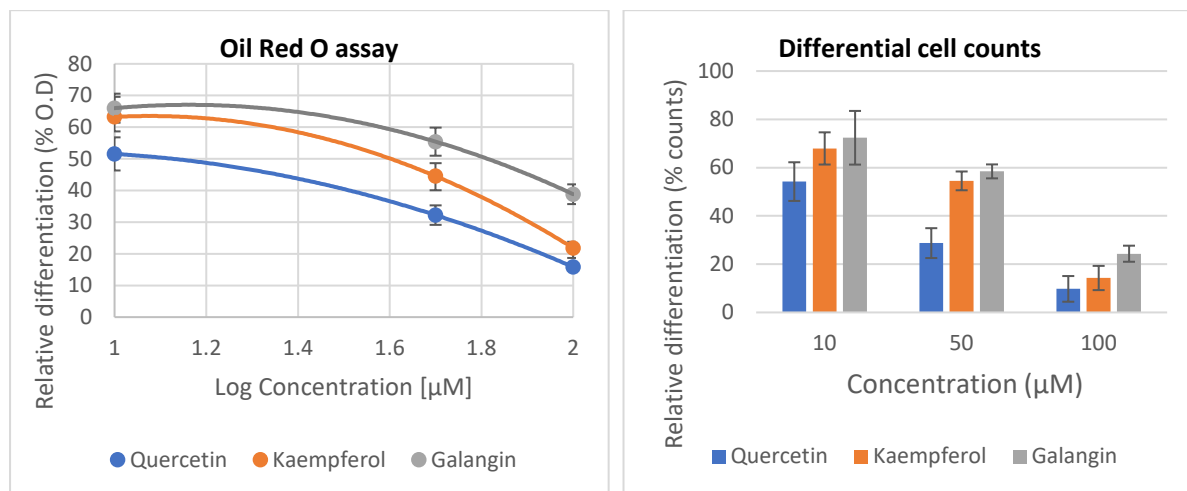 Oil Red O assay
Relative differentiation (% O.D)
80
70
60
50
40
30
20
10
0
1
1.2
1.4
1.6
1.8
2
Log Concentration [µM]
Quercetin
Kaempferol
Galangin
Differential cell counts
Relative differentiation (% counts)
100
80
60
40
20
0
10
50
100
Concentration (µM)
Quercetin
Kaempferol
Galangin